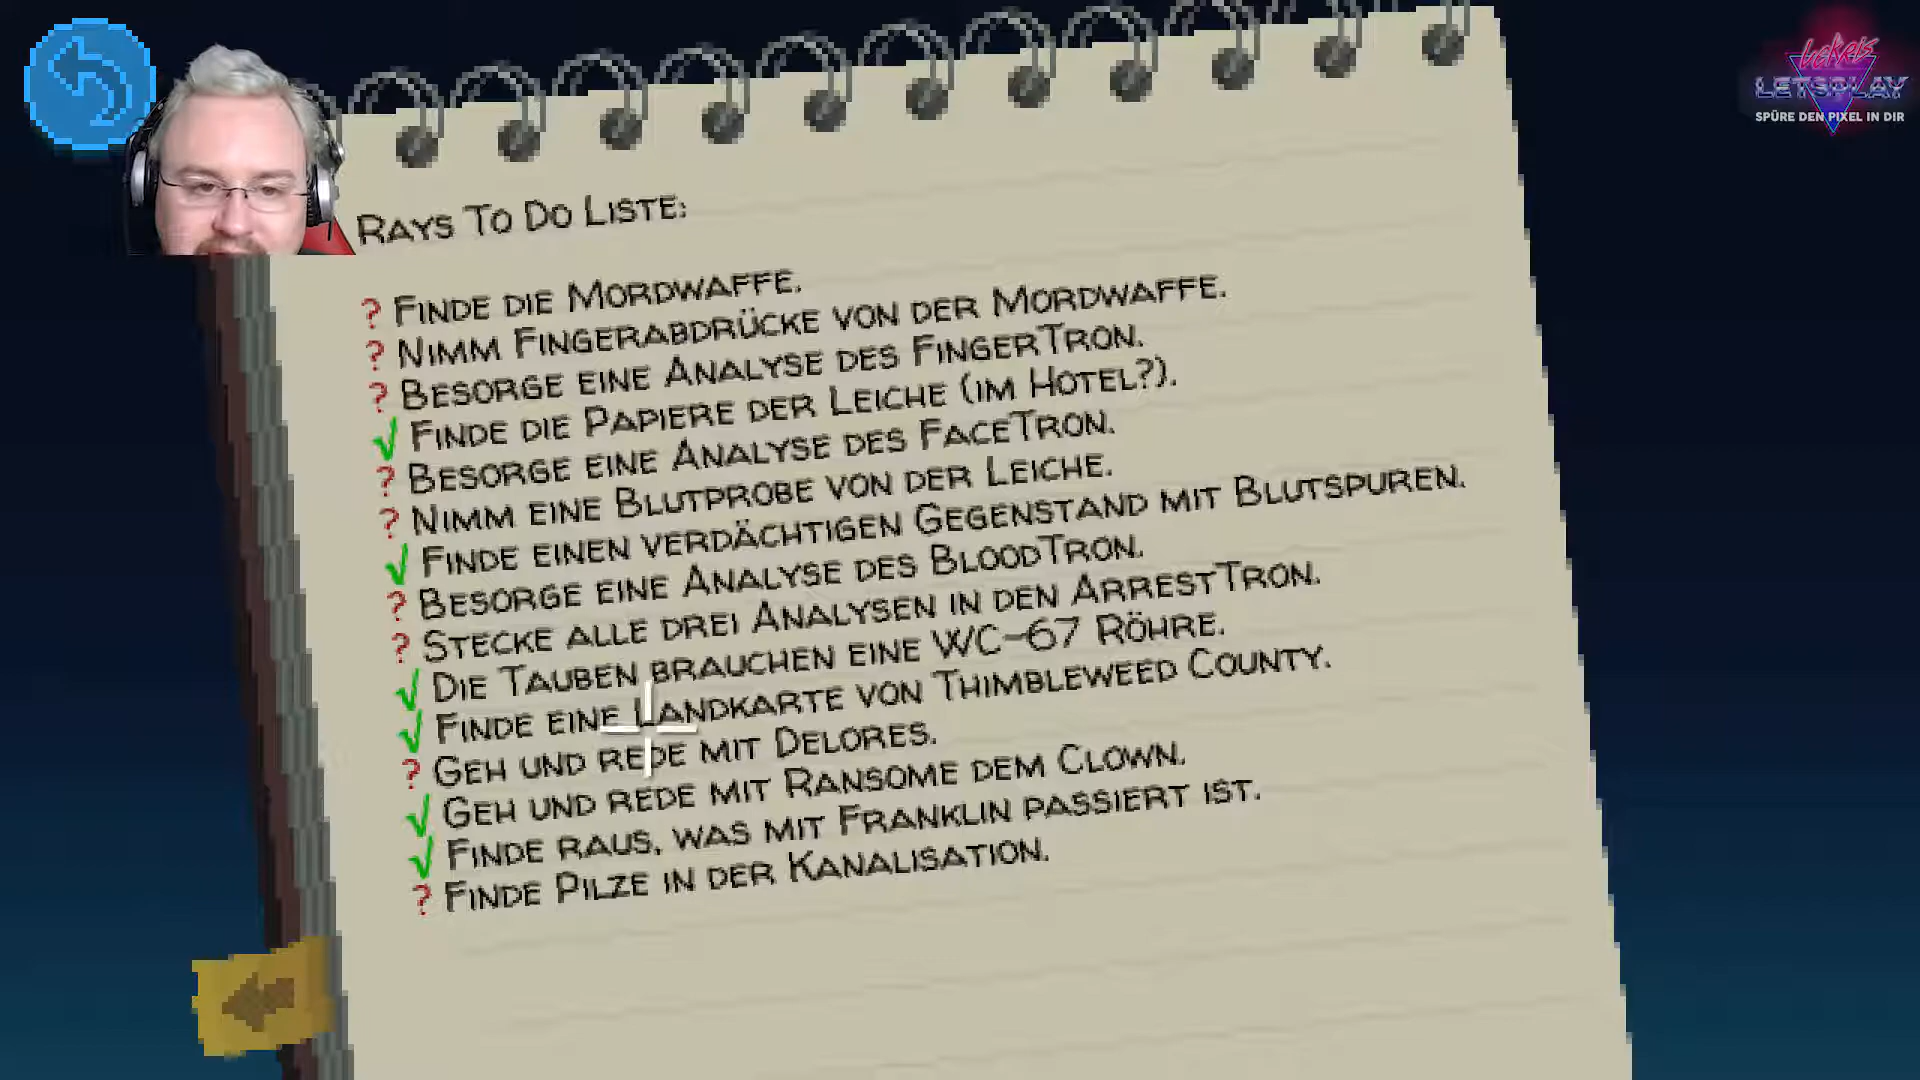 lekris
LETSPLAY
SPÜRE DEN PIXEL IN DIR
RAYS TO DO LISTE:
? FINDE DIE MORDWAFFE.
? NIMM FINGERABDRÜCKE VON DER MORDWAFFE.
? BESORGE EINE ANALYSE DES FINGERTRON.
√ FINDE DIE PAPIERE DER LEICHE (IM HOTEL?).
? BESORGE EINE ANALYSE DES FACETRON.
? NIMM EINE BLUTPROBE VON DER LEICHE.
√ FINDE EINEN VERDÄCHTIGEN GEGENSTAND MIT BLUTSPUREN.
? BESORGE EINE ANALYSE DES BLOODTRON.
? STECKE ALLE DREI ANALYSEN IN DEN ARRESTTRON.
√ DIE TAUBEN BRAUCHEN EINE WC-67 RÖHRE.
√ FINDE EINE LANDKARTE VON THIMBLEWEED COUNTY.
? GEH UND REDE MIT DELORES.
√ GEH UND REDE MIT RANSOME DEM CLOWN.
√ FINDE RAUS, WAS MIT FRANKLIN PASSIERT IST.
? FINDE PILZE IN DER KANALISATION.